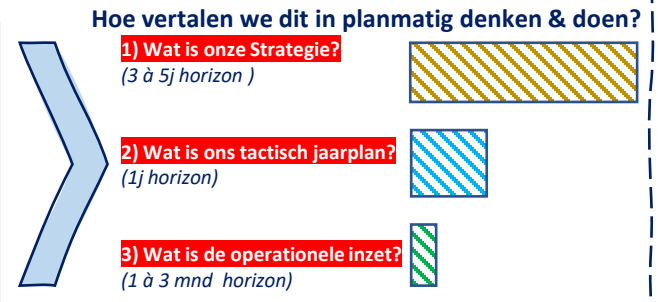 Hoe vertalen we dit in planmatig denken & doen?
1) Wat is onze Strategie?
(3 à 5j horizon )
2) Wat is ons tactisch jaarplan?
(1j horizon)
3) Wat is de operationele inzet?
(1 à 3 mnd  horizon)